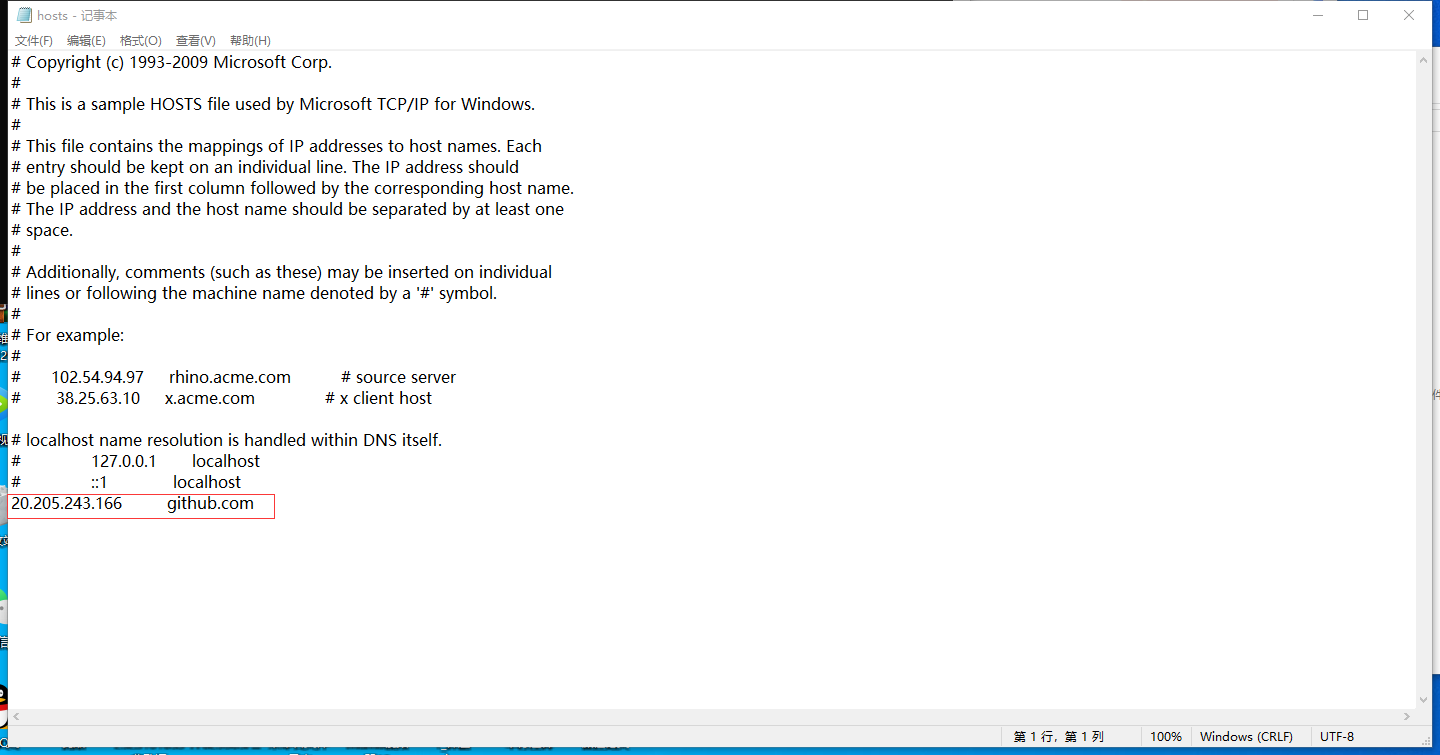 hosts - 记事本
文件(F) 编辑(E) 格式(O) 查看(V) 帮助(H)
# Copyright (c) 1993-2009 Microsoft Corp.
#
# This is a sample HOSTS file used by Microsoft TCP/IP for Windows.
#
# This file contains the mappings of IP addresses to host names. Each
# entry should be kept on an individual line. The IP address should
# be placed in the first column followed by the corresponding host name.
# The IP address and the host name should be separated by at least one
# space.
#
# Additionally, comments (such as these) may be inserted on individual
# lines or following the machine name denoted by a '#' symbol.
#
# For example:
#
# 102.54.94.97 rhino.acme.com # source server
# 38.25.63.10 x.acme.com # x client host
# localhost name resolution is handled within DNS itself.
# 127.0.0.1 localhost
# ::1 localhost
20.205.243.166 github.com
第 1 行，第 1 列 100% Windows (CRLF) UTF-8